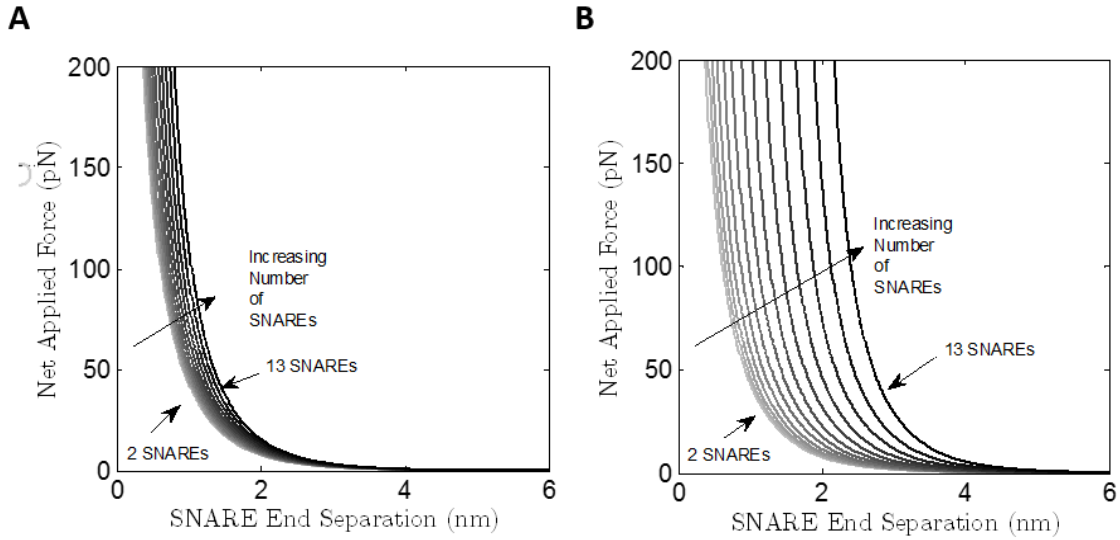 A
B
200
150
100
50
0
Net Applied Force (pN)
Increasing
Number
of
SNAREs
13 SNAREs
2 SNAREs
0
2
4
6
SNARE End Separation (nm)
200
150
100
50
0
Net Applied Force (pN)
Increasing
Number
of
SNAREs
13 SNAREs
2 SNAREs
0
2
4
6
SNARE End Separation (nm)